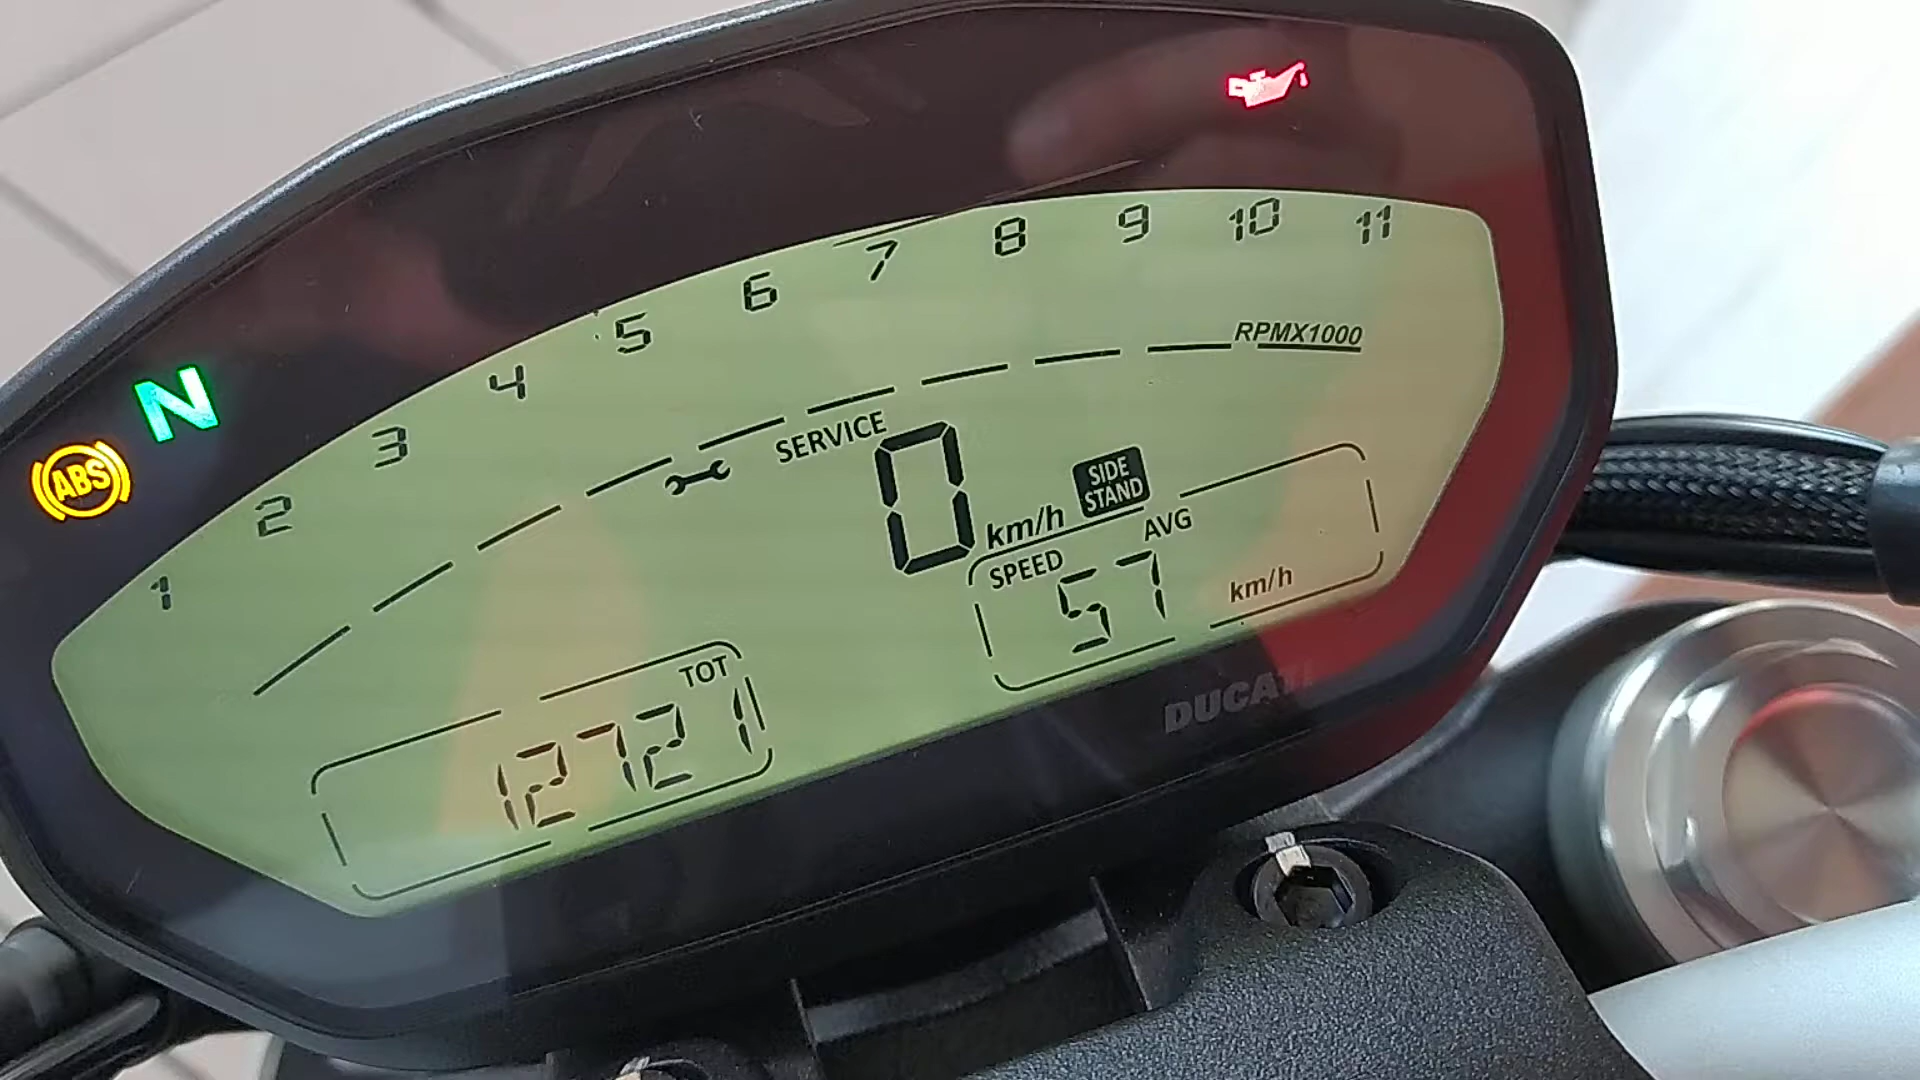 1 2 3 4 5 6 7 8 9 10 11
RPMX1000
N
ABS
SERVICE
0 km/h
SIDE
STAND
SPEED AVG
57 km/h
TOT
12721
DUCATI